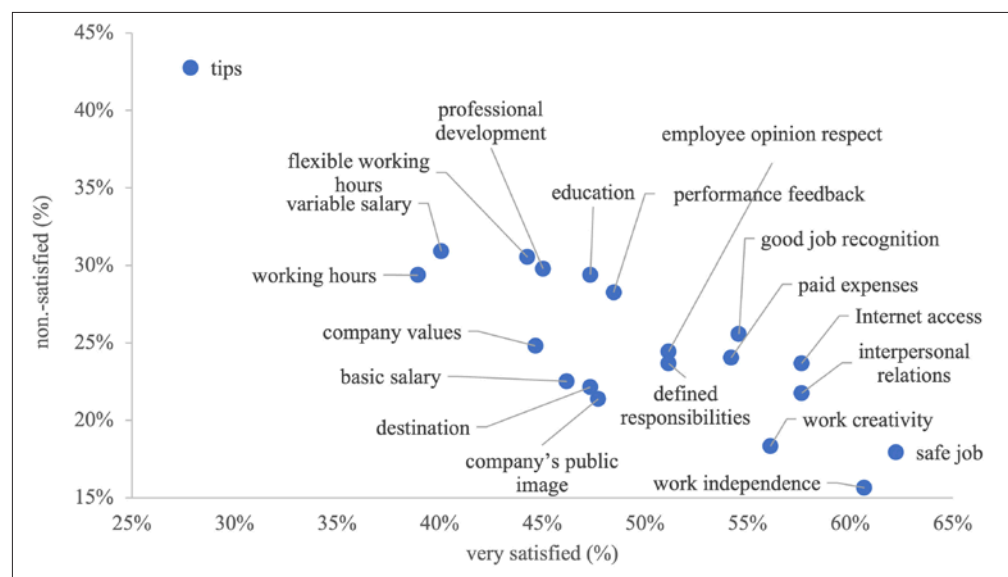 45%
40%
35%
30%
25%
20%
15%
non.-satisfied (%)
tips
professional
development
employee opinion respect
flexible working
hours
education
performance feedback
variable salary
good job recognition
working hours
paid expenses
company values
Internet access
basic salary
interpersonal
relations
defined
responsibilities
destination
work creativity
company’s public
image
safe job
work independence
25%
30%
35%
40%
45%
50%
55%
60%
65%
very satisfied (%)